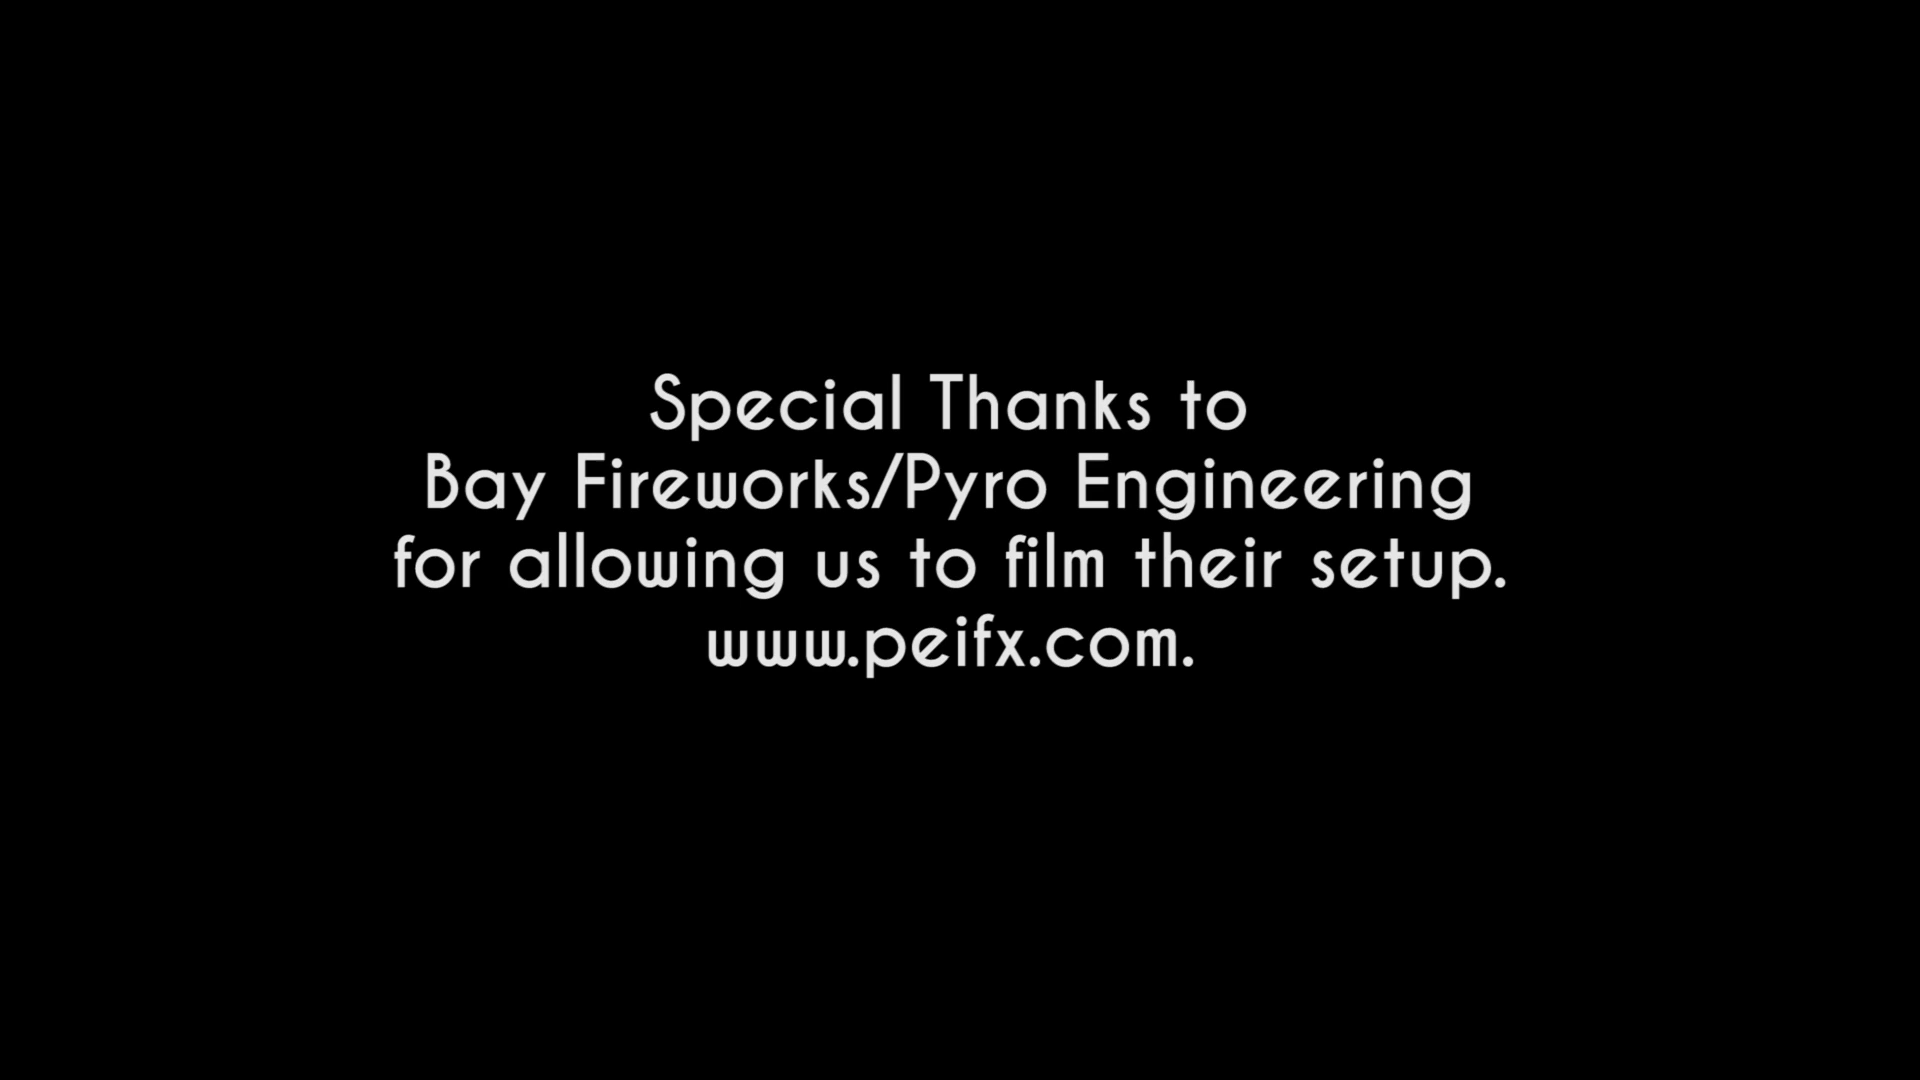 Special Thanks to
Bay Fireworks/Pyro Engineering
for allowing us to film their setup.
www.peifx.com.